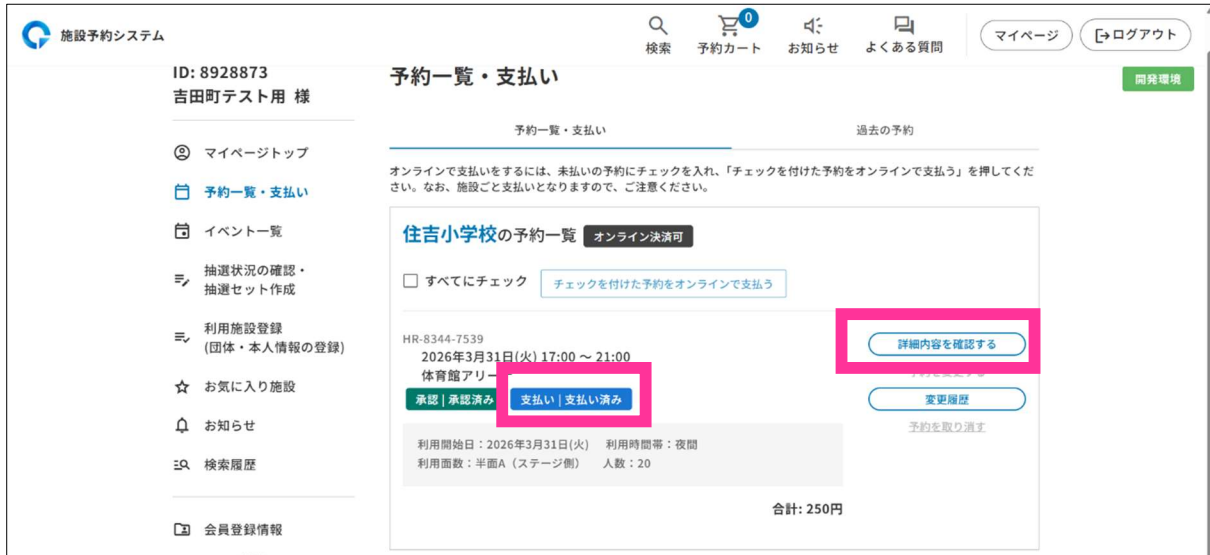 施設予約システム
検索
0
予約カート
お知らせ
よくある質問
マイページ
ログアウト
ID: 8928873
吉田町テスト用 様
マイページトップ
予約一覧・支払い
イベント一覧
抽選状況の確認・
抽選セット作成
利用施設登録
(団体・本人情報の登録)
お気に入り施設
お知らせ
検索履歴
会員登録情報
予約一覧・支払い
開発環境
予約一覧・支払い
過去の予約
オンラインで支払いをするには、未払いの予約にチェックを入れ、「チェックを付けた予約をオンラインで支払う」を押してくだ
さい。なお、施設ごと支払いとなりますので、ご注意ください。
住吉小学校の予約一覧 オンライン決済可
すべてにチェック
チェックを付けた予約をオンラインで支払う
HR-8344-7539
2026年3月31日(火) 17:00 ～ 21:00
体育館アリー
承認 | 承認済み
支払い | 支払い済み
詳細内容を確認する
変更履歴
予約を取り消す
利用開始日：2026年3月31日(火) 利用時間帯：夜間
利用面数：半面A（ステージ側） 人数：20
合計: 250円